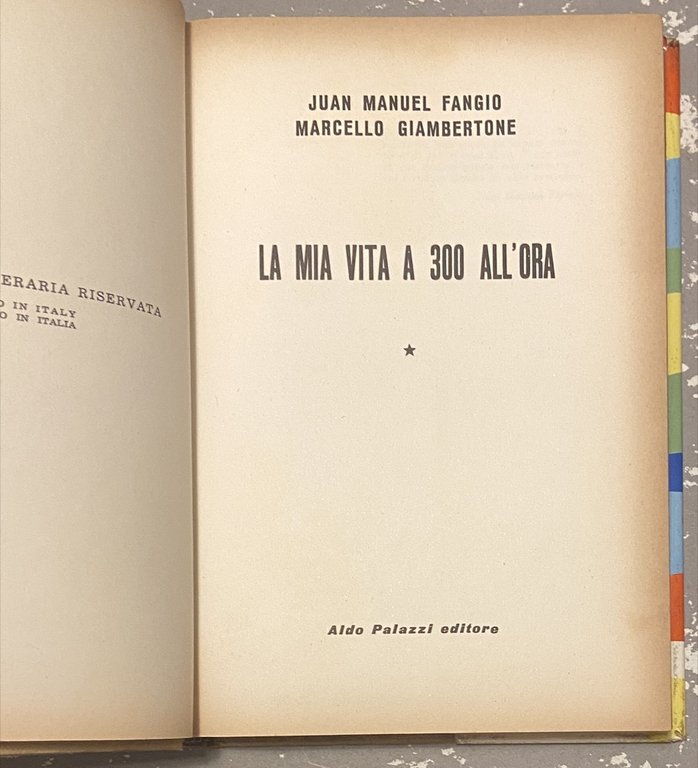 ERARIA RISERVATA
O IN ITALY
O IN ITALIA
JUAN MANUEL FANGIO
MARCELLO GIAMBERTONE
LA MIA VITA A 300 ALL'ORA
★
Aldo Palazzi editore